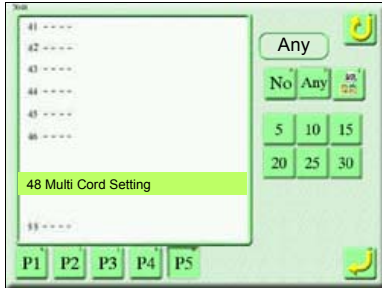 41 ----
42 ----
43 ----
44 ----
45 ----
46 ----
48 Multi Cord Setting
55 ----
Any
No Any
5 10 15
20 25 30
P1 P2 P3 P4 P5